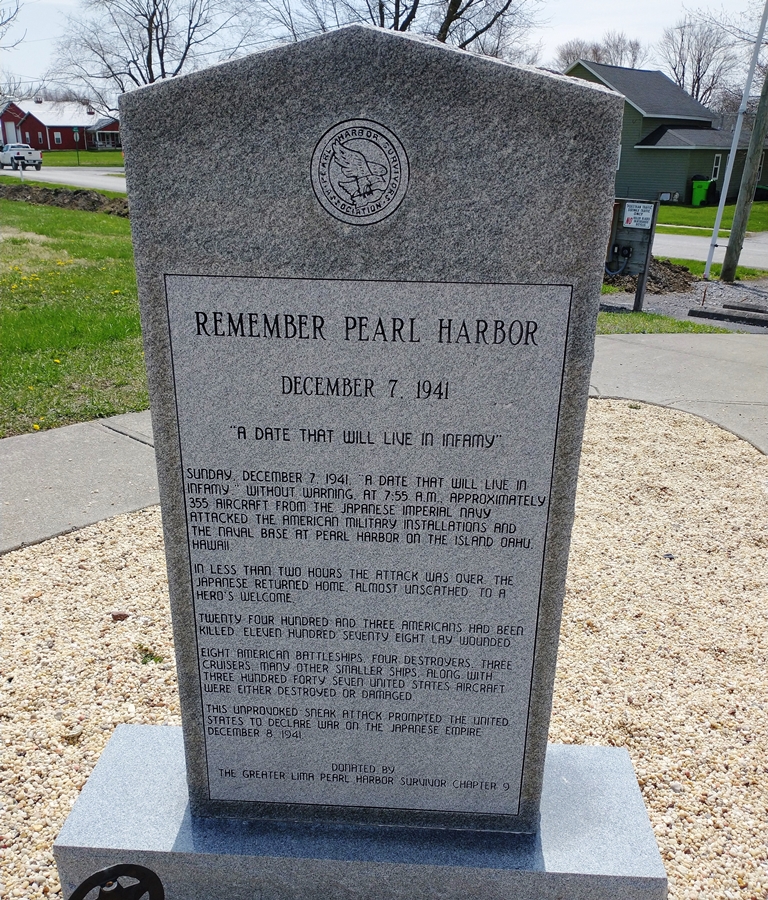 PEARL HARBOR SURVIVORS
ASSOCIATION
REMEMBER PEARL HARBOR
DECEMBER 7, 1941
"A DATE THAT WILL LIVE IN INFAMY"
SUNDAY, DECEMBER 7, 1941, "A DATE THAT WILL LIVE IN
INFAMY." WITHOUT WARNING, AT 7:55 A.M., APPROXIMATELY
355 AIRCRAFT FROM THE JAPANESE IMPERIAL NAVY
ATTACKED THE AMERICAN MILITARY INSTALLATIONS AND
THE NAVAL BASE AT PEARL HARBOR ON THE ISLAND OAHU,
HAWAII
IN LESS THAN TWO HOURS THE ATTACK WAS OVER. THE
JAPANESE RETURNED HOME, ALMOST UNSCATHED, TO A
HERO'S WELCOME.
TWENTY FOUR HUNDRED AND THREE AMERICANS HAD BEEN
KILLED. ELEVEN HUNDRED SEVENTY EIGHT LAY WOUNDED
EIGHT AMERICAN BATTLESHIPS, FOUR DESTROYERS, THREE
CRUISERS, MANY OTHER SMALLER SHIPS, ALONG WITH
THREE HUNDRED FORTY SEVEN UNITED STATES AIRCRAFT
WERE EITHER DESTROYED OR DAMAGED.
THIS UNPROVOKED SNEAK ATTACK PROMPTED THE UNITED
STATES TO DECLARE WAR ON THE JAPANESE EMPIRE
DECEMBER 8, 1941
DONATED BY
THE GREATER LIMA PEARL HARBOR SURVIVOR CHAPTER 9